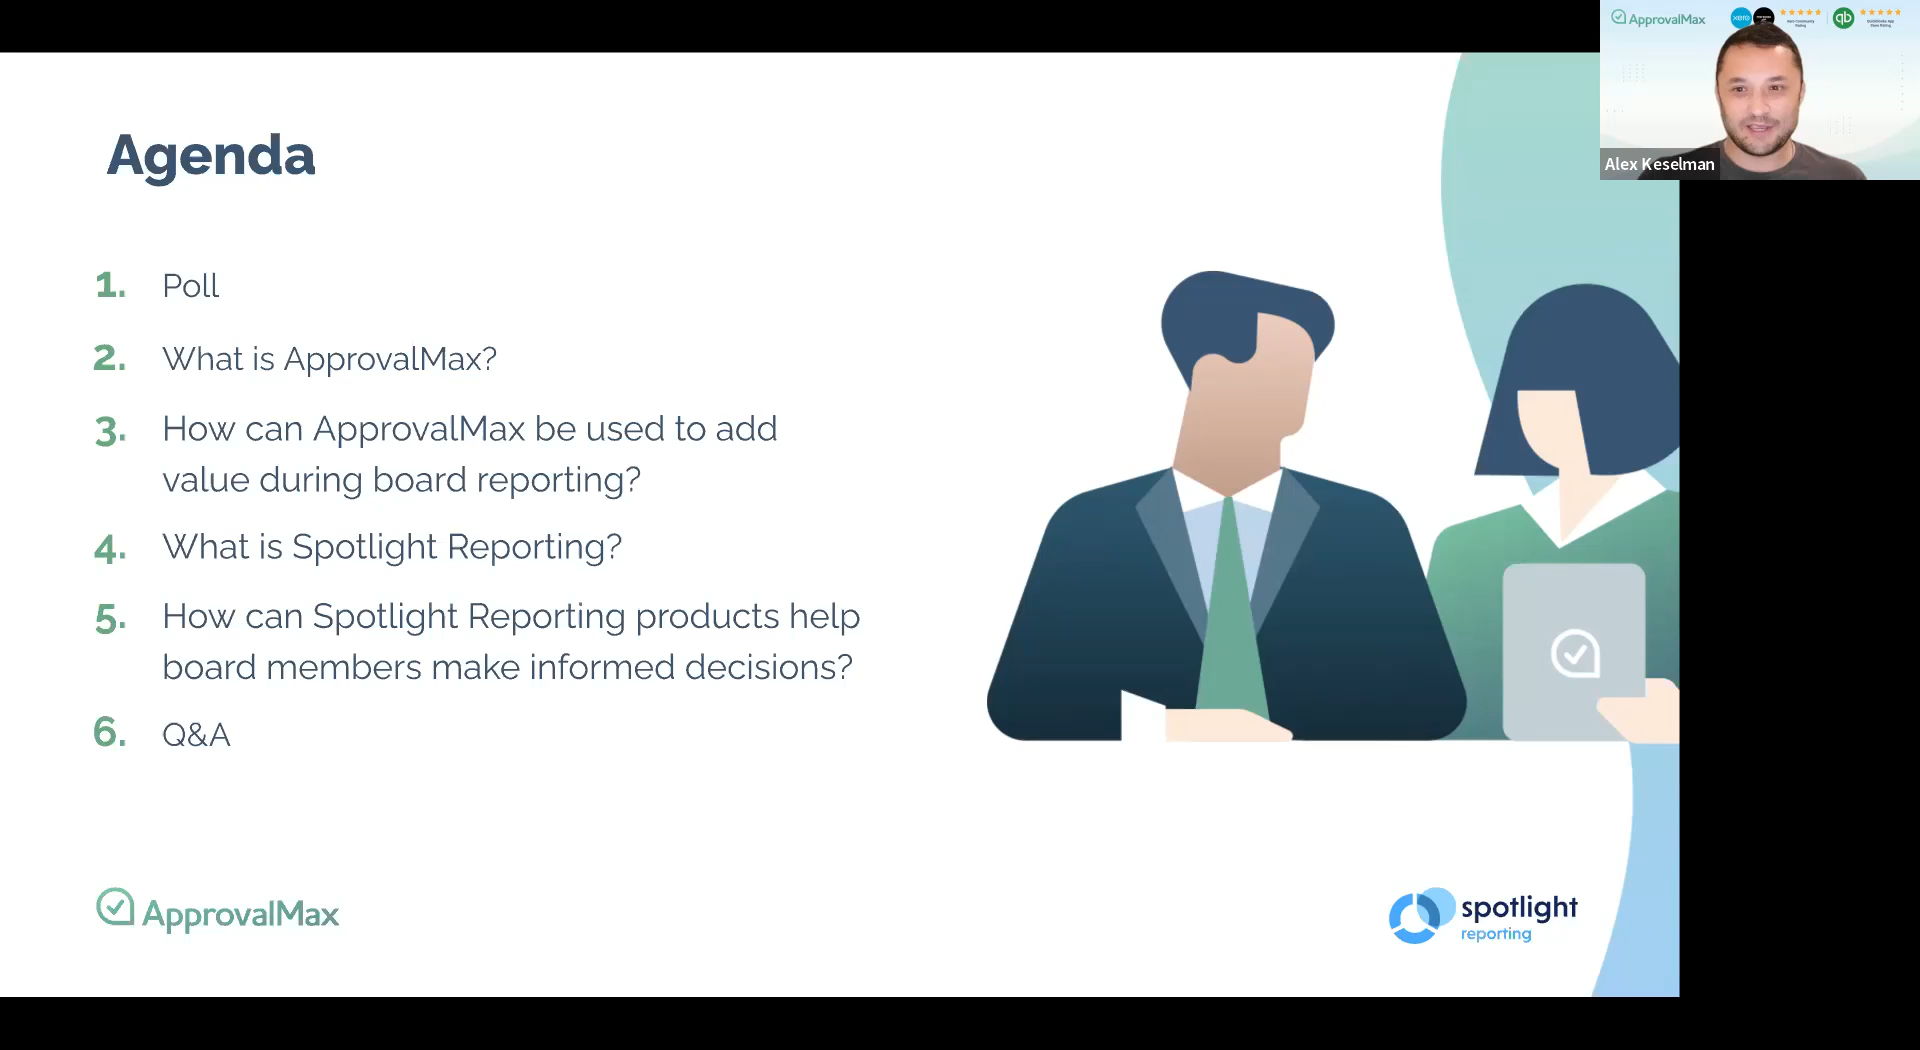 ApprovalMax
xero
qb
Alex Keselman
Agenda
1. Poll
2. What is ApprovalMax?
3. How can ApprovalMax be used to add
value during board reporting?
4. What is Spotlight Reporting?
5. How can Spotlight Reporting products help
board members make informed decisions?
6. Q&A
ApprovalMax
spotlight
reporting